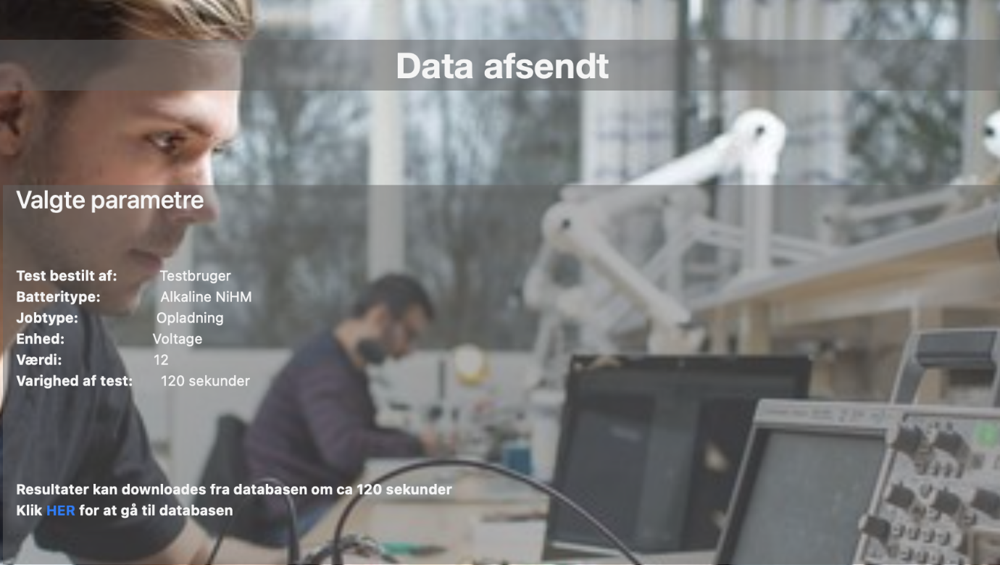 Data afsendt
Valgte parametre
Test bestilt af: Testbruger
Batteritype: Alkaline NiHM
Jobtype: Opladning
Enhed: Voltage
Værdi: 12
Varighed af test: 120 sekunder
Resultater kan downloades fra databasen om ca 120 sekunder
Klik HER for at gå til databasen